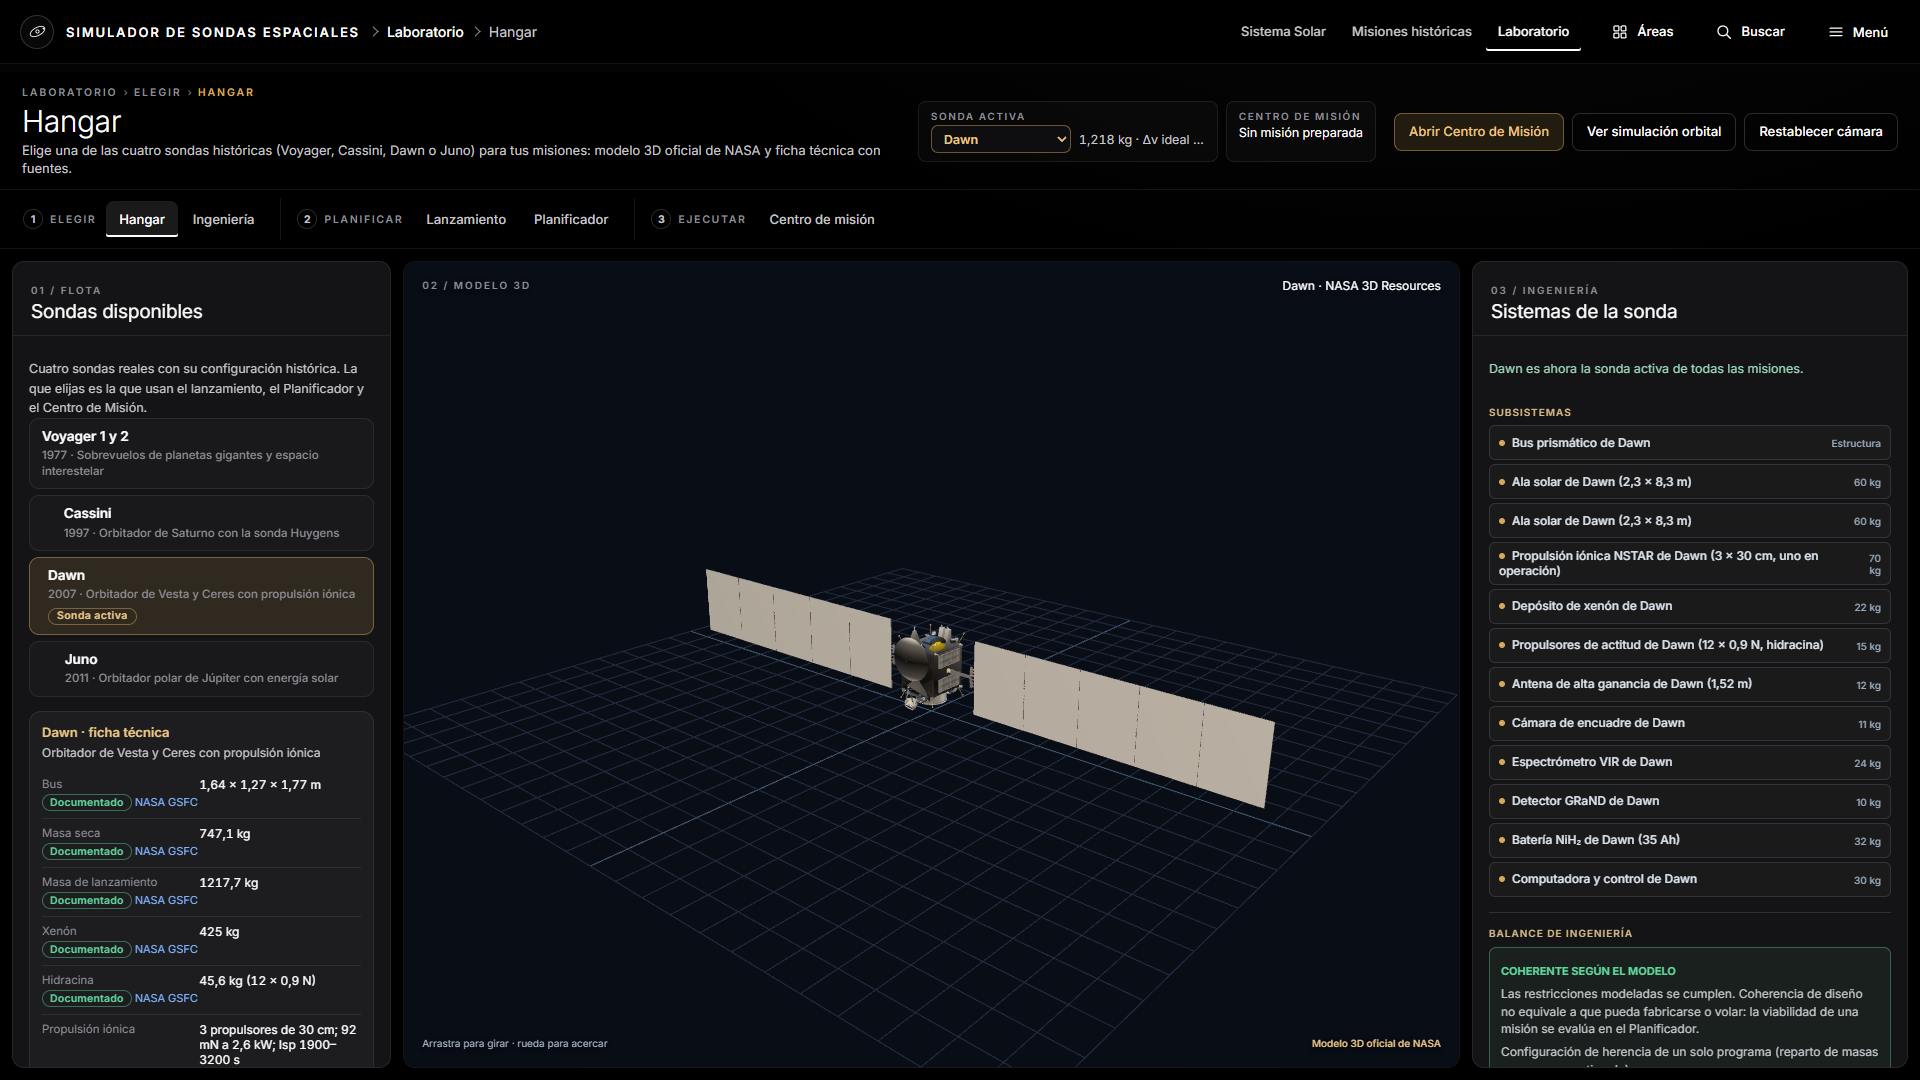 SIMULADOR DE SONDAS ESPACIALES > Laboratorio > Hangar
Sistema Solar
Misiones históricas
Laboratorio
Áreas
Buscar
Menú
LABORATORIO › ELEGIR › HANGAR
Hangar
Elige una de las cuatro sondas históricas (Voyager, Cassini, Dawn o Juno) para tus misiones: modelo 3D oficial de NASA y ficha técnica con
fuentes.
SONDA ACTIVA
Dawn
1,218 kg · Δv ideal ...
CENTRO DE MISIÓN
Sin misión preparada
Abrir Centro de Misión
Ver simulación orbital
Restablecer cámara
1 ELEGIR
Hangar
Ingeniería
2 PLANIFICAR
Lanzamiento
Planificador
3 EJECUTAR
Centro de misión
01 / FLOTA
Sondas disponibles
Cuatro sondas reales con su configuración histórica. La
que elijas es la que usan el lanzamiento, el Planificador y
el Centro de Misión.
Voyager 1 y 2
1977 · Sobrevuelos de planetas gigantes y espacio
interestelar
Cassini
1997 · Orbitador de Saturno con la sonda Huygens
Dawn
2007 · Orbitador de Vesta y Ceres con propulsión iónica
Sonda activa
Juno
2011 · Orbitador polar de Júpiter con energía solar
Dawn · ficha técnica
Orbitador de Vesta y Ceres con propulsión iónica
Bus 1,64 × 1,27 × 1,77 m
Documentado NASA GSFC
Masa seca 747,1 kg
Documentado NASA GSFC
Masa de lanzamiento 1217,7 kg
Documentado NASA GSFC
Xenón 425 kg
Documentado NASA GSFC
Hidracina 45,6 kg (12 × 0,9 N)
Documentado NASA GSFC
Propulsión iónica 3 propulsores de 30 cm; 92
mN a 2,6 kW; Isp 1900–
3200 s
02 / MODELO 3D
Dawn · NASA 3D Resources
Arrastra para girar · rueda para acercar
Modelo 3D oficial de NASA
03 / INGENIERÍA
Sistemas de la sonda
Dawn es ahora la sonda activa de todas las misiones.
SUBSISTEMAS
Bus prismático de Dawn Estructura
Ala solar de Dawn (2,3 × 8,3 m) 60 kg
Ala solar de Dawn (2,3 × 8,3 m) 60 kg
Propulsión iónica NSTAR de Dawn (3 × 30 cm, uno en 70
operación) kg
Depósito de xenón de Dawn 22 kg
Propulsores de actitud de Dawn (12 × 0,9 N, hidracina) 15 kg
Antena de alta ganancia de Dawn (1,52 m) 12 kg
Cámara de encuadre de Dawn 11 kg
Espectrómetro VIR de Dawn 24 kg
Detector GRaND de Dawn 10 kg
Batería NiH₂ de Dawn (35 Ah) 32 kg
Computadora y control de Dawn 30 kg
BALANCE DE INGENIERÍA
COHERENTE SEGÚN EL MODELO
Las restricciones modeladas se cumplen. Coherencia de diseño
no equivale a que pueda fabricarse o volar: la viabilidad de una
misión se evalúa en el Planificador.
Configuración de herencia de un solo programa (reparto de masas